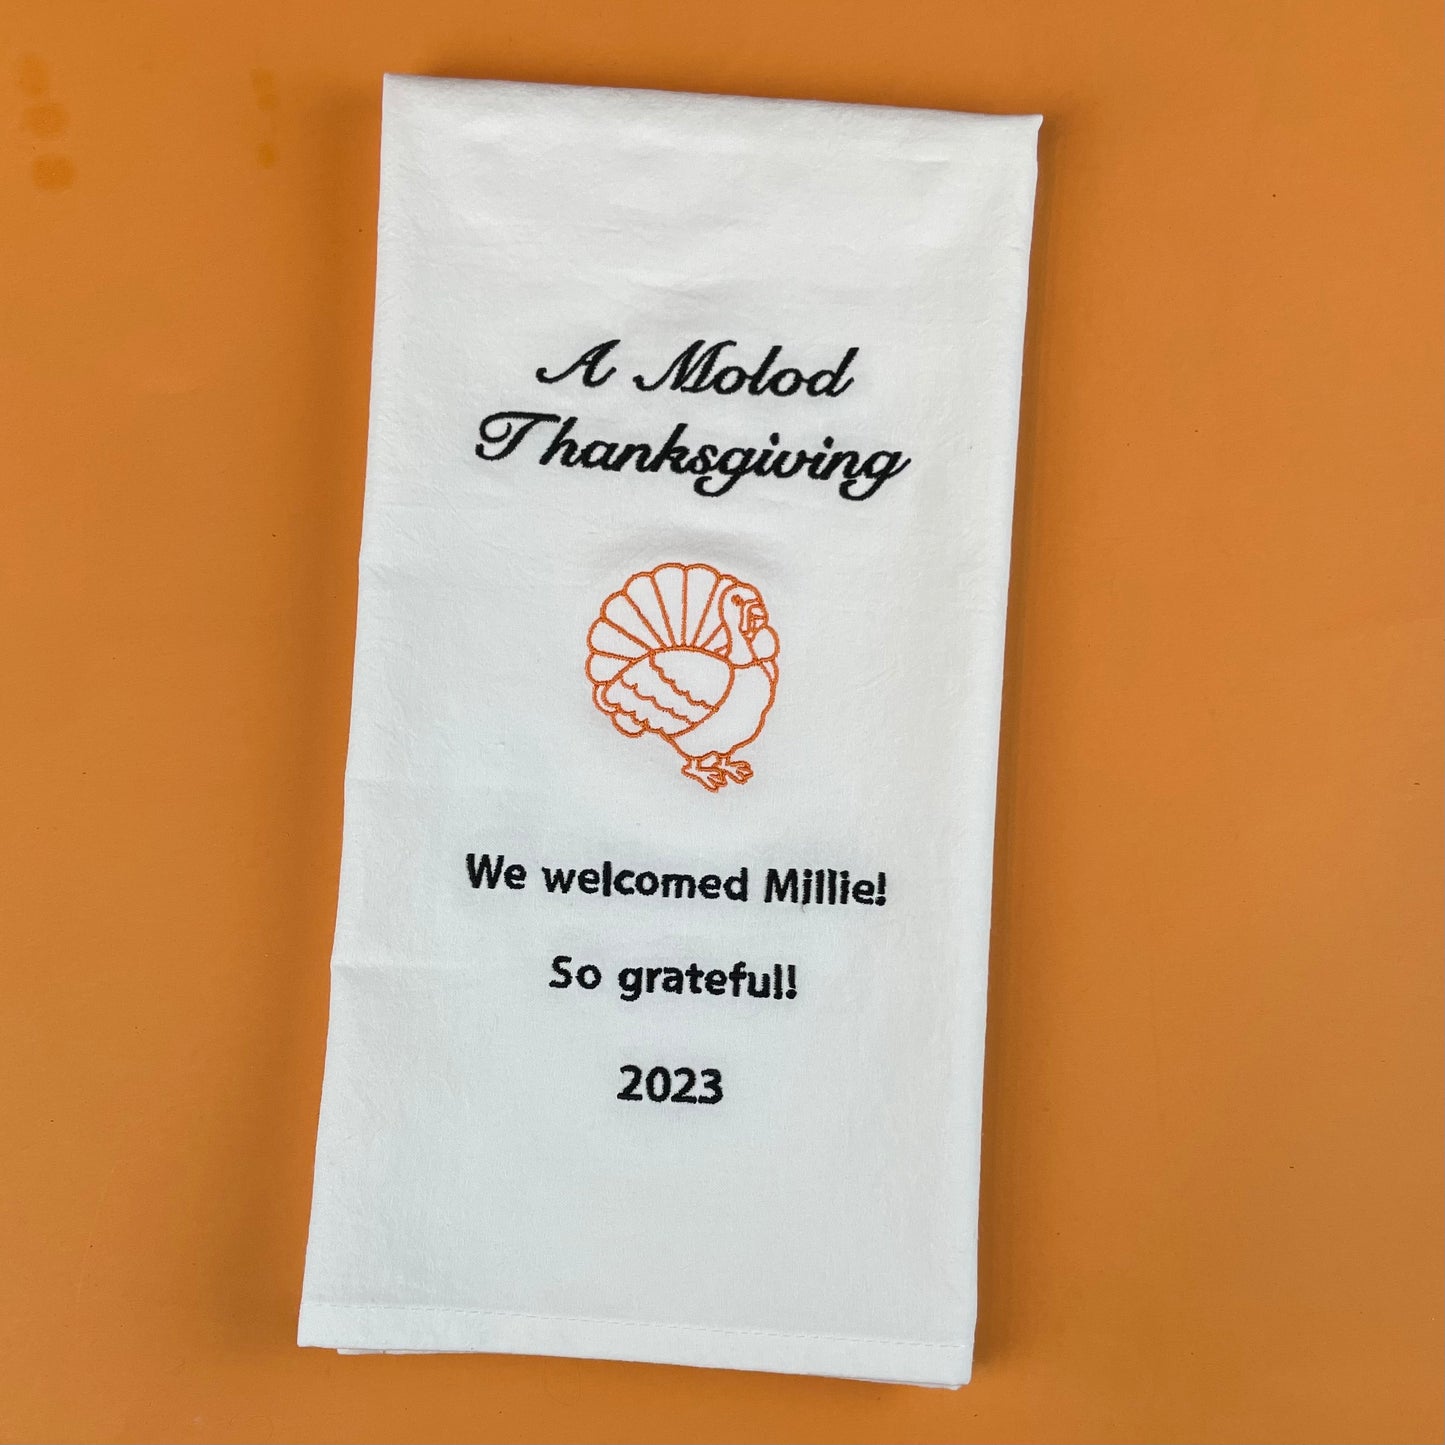 A Molod
Thanksgiving
We welcomed Millie!
So grateful!
2023